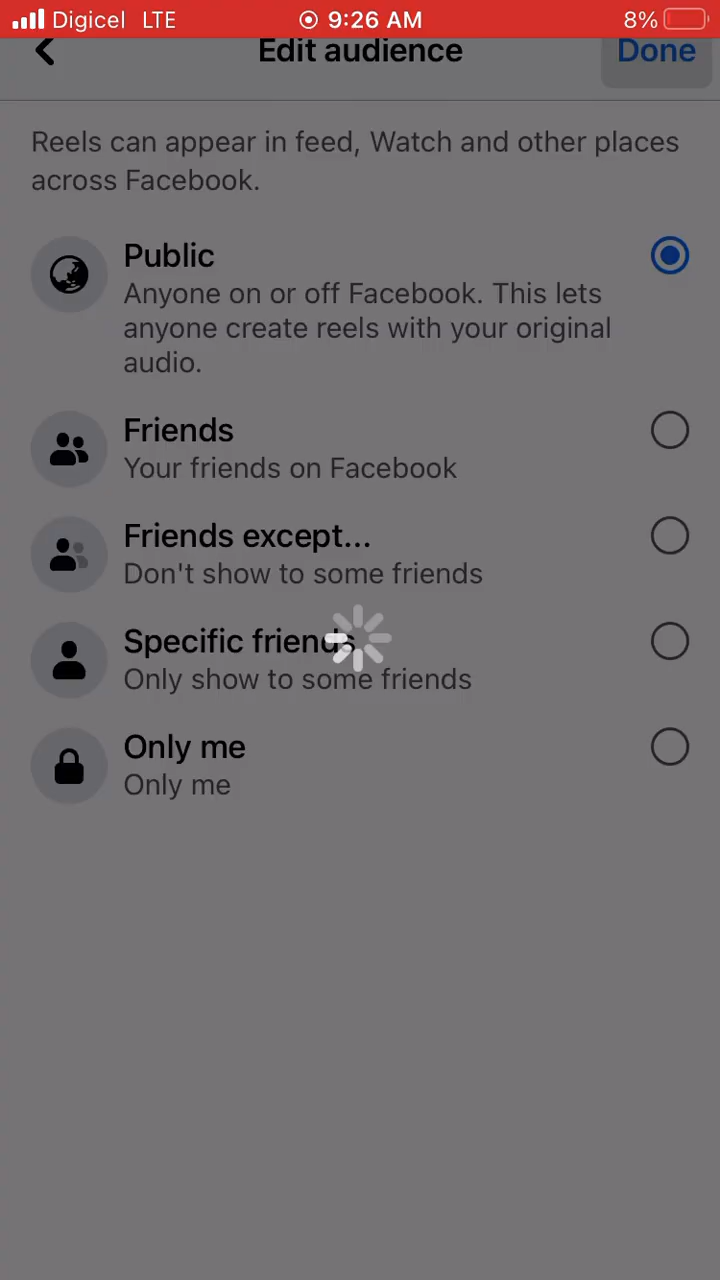 Digicel LTE 9:26 AM 8%
Edit audience
Done
Reels can appear in feed, Watch and other places
across Facebook.
Public
Anyone on or off Facebook. This lets
anyone create reels with your original
audio.
Friends
Your friends on Facebook
Friends except...
Don't show to some friends
Specific friends
Only show to some friends
Only me
Only me